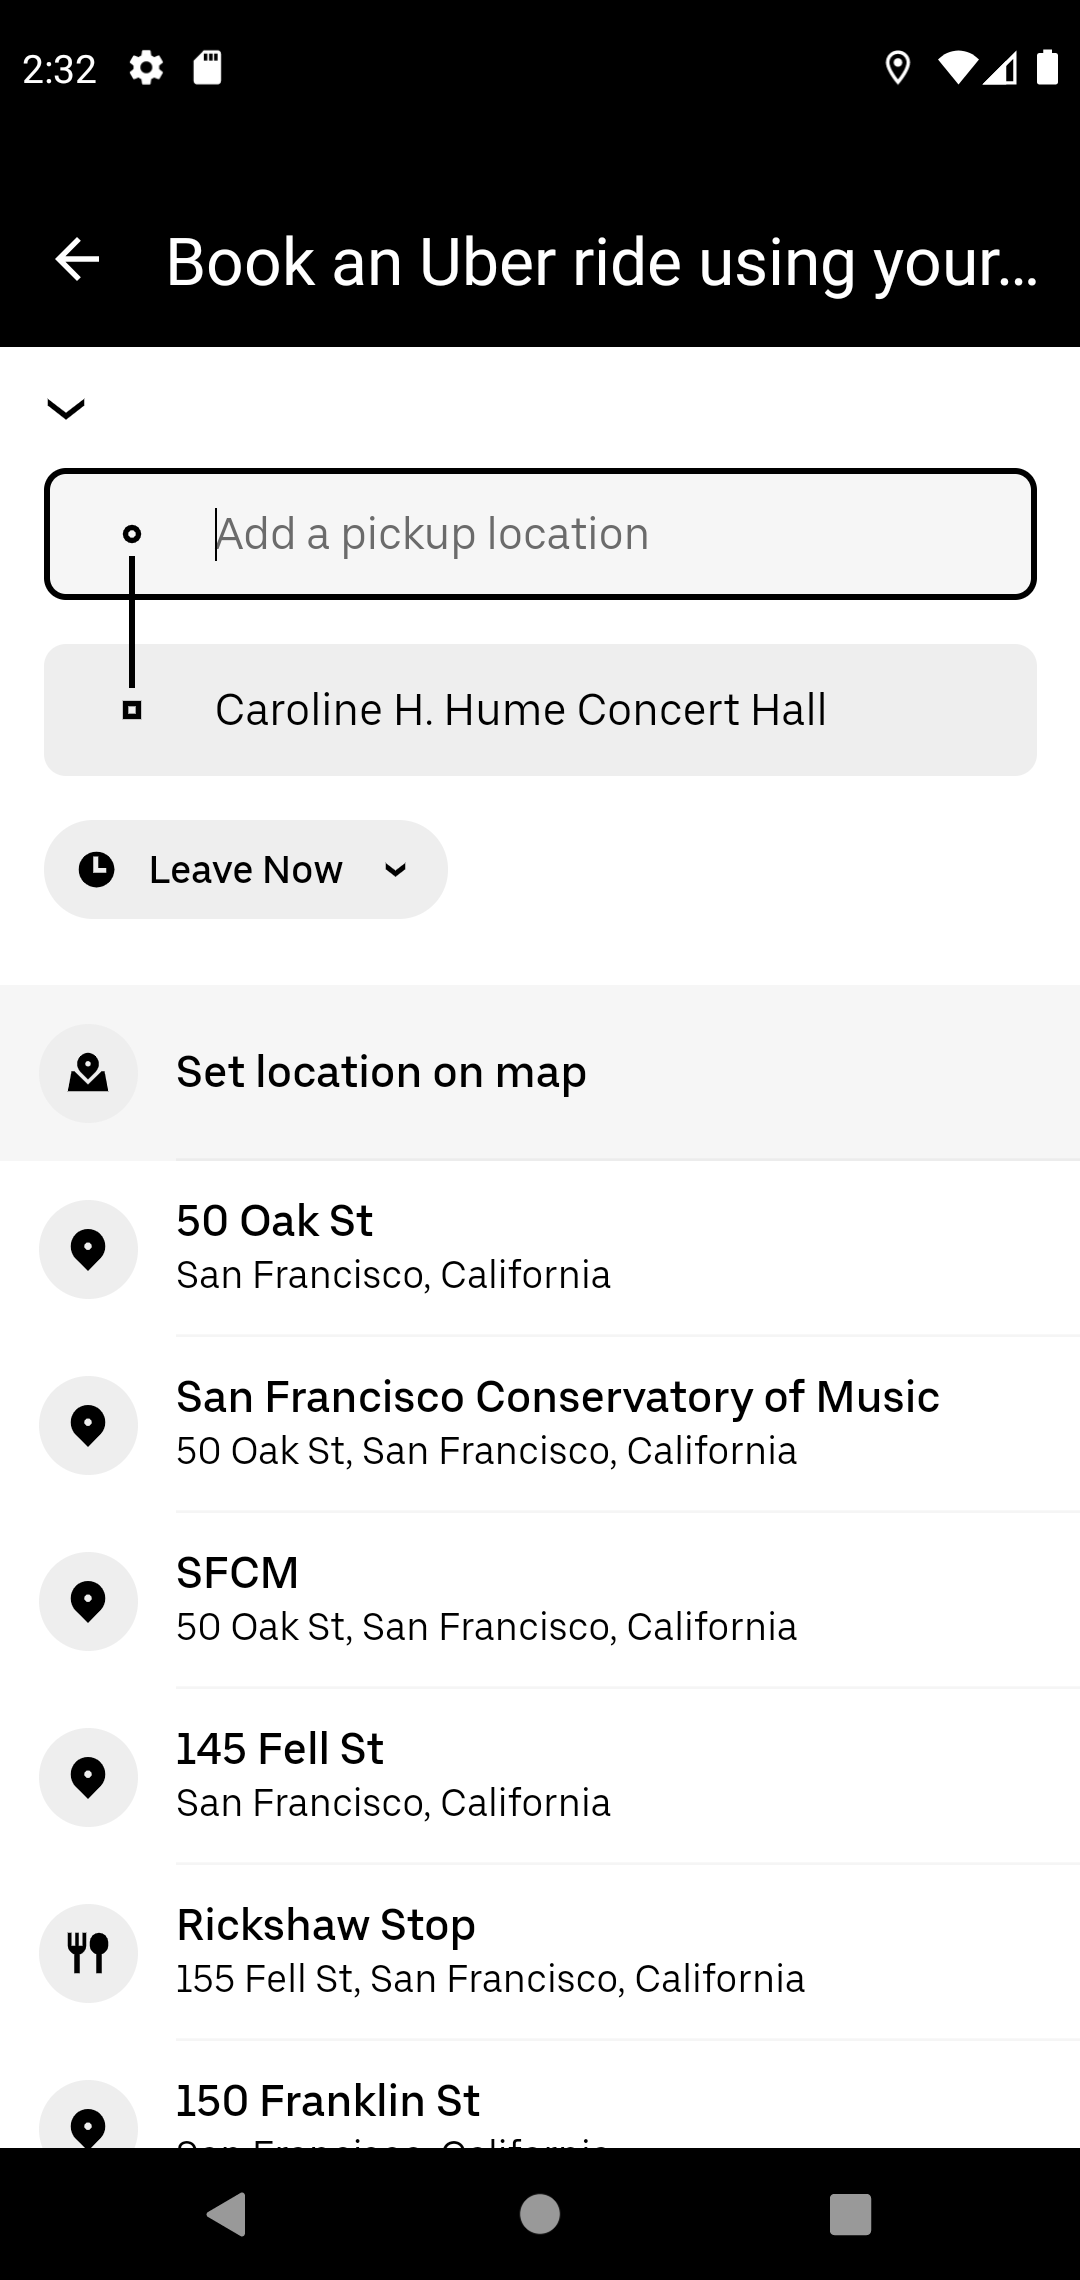 2:32
Book an Uber ride using your...
Add a pickup location
Caroline H. Hume Concert Hall
Leave Now
Set location on map
50 Oak St
San Francisco, California
San Francisco Conservatory of Music
50 Oak St, San Francisco, California
SFCM
50 Oak St, San Francisco, California
145 Fell St
San Francisco, California
Rickshaw Stop
155 Fell St, San Francisco, California
150 Franklin St
San Francisco, California